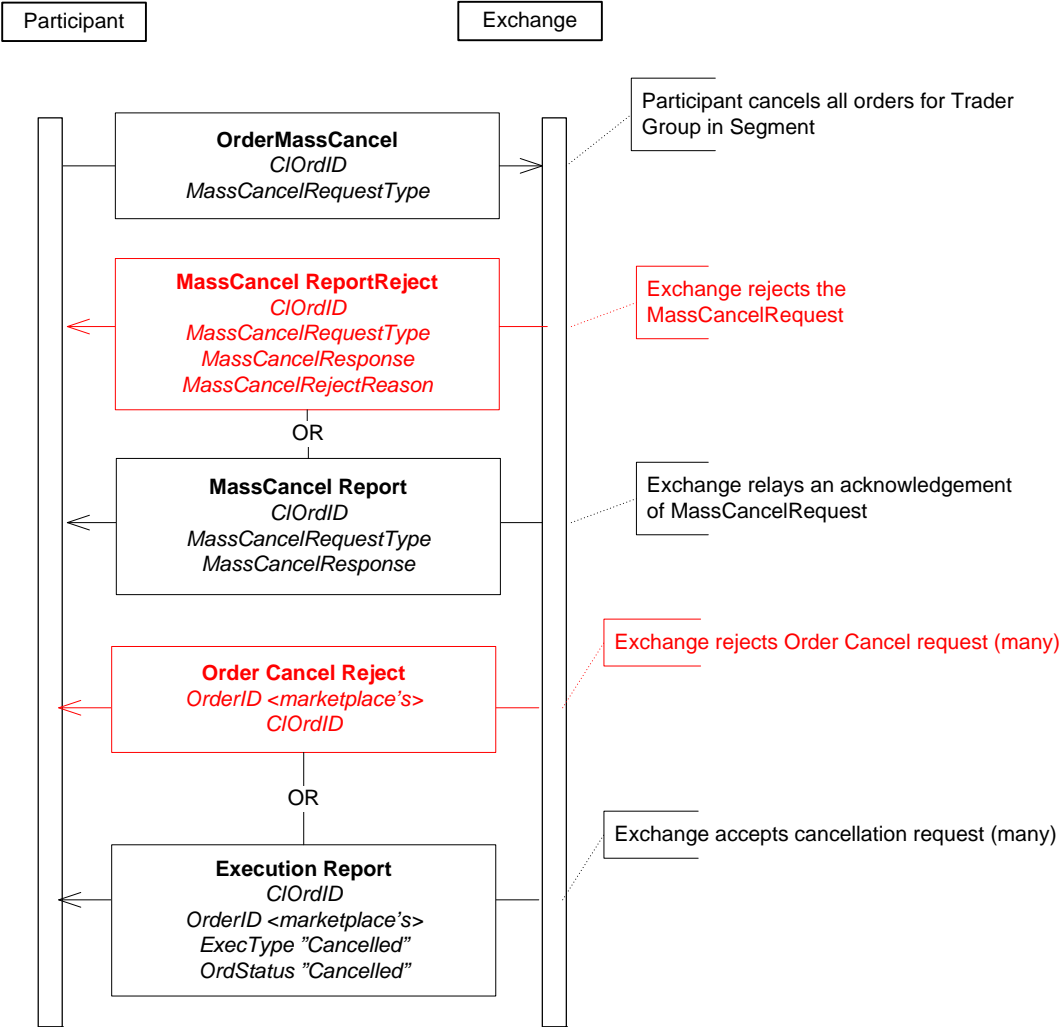 Participant
Exchange
Participant cancels all orders for Trader
Group in Segment
OrderMassCancel
ClOrdID
MassCancelRequestType
MassCancel ReportReject
ClOrdID
MassCancelRequestType
MassCancelResponse
MassCancelRejectReason
Exchange rejects the
MassCancelRequest
OR
MassCancel Report
ClOrdID
MassCancelRequestType
MassCancelResponse
Exchange relays an acknowledgement
of MassCancelRequest
Exchange rejects Order Cancel request (many)
Order Cancel Reject
OrderID <marketplace’s>
ClOrdID
OR
Exchange accepts cancellation request (many)
Execution Report
ClOrdID
OrderID <marketplace’s>
ExecType ”Cancelled”
OrdStatus ”Cancelled”